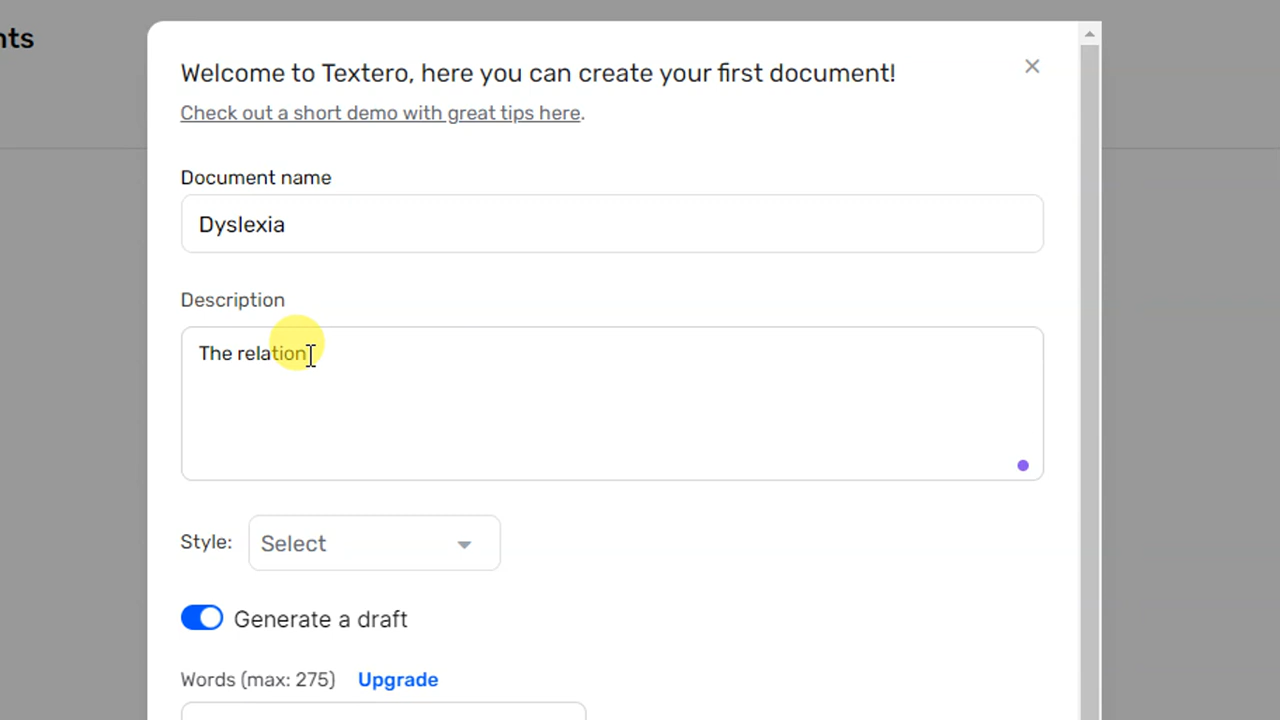 nts
Welcome to Textero, here you can create your first document!
Check out a short demo with great tips here.
Document name
Dyslexia
Description
The relation
Style: Select
Generate a draft
Words (max: 275) Upgrade